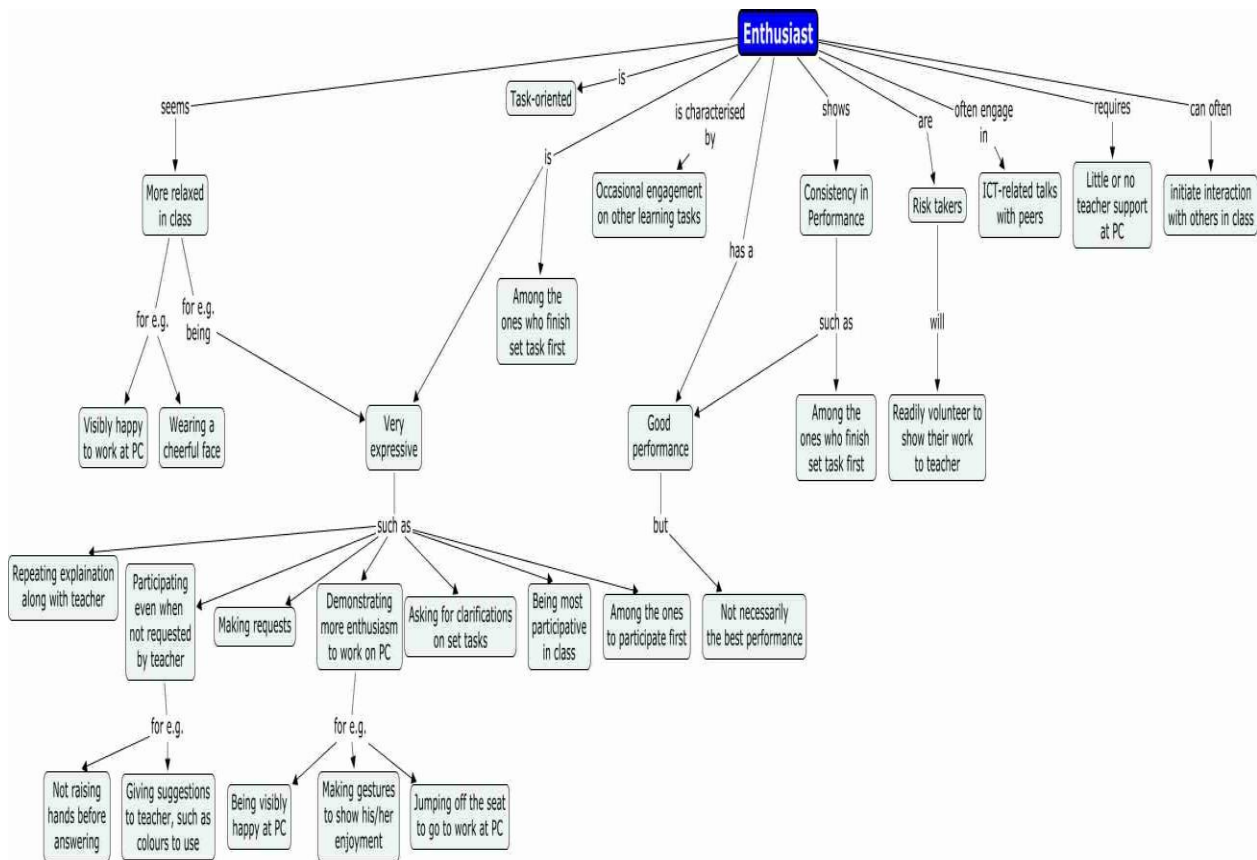 Enthusiast
seems
is
is
is characterised
by
has a
shows
are
often engage
in
requires
can often
Task-oriented
More relaxed
in class
Occasional engagement
on other learning tasks
Consistency in
Performance
Risk takers
ICT-related talks
with peers
Little or no
teacher support
at PC
initiate interaction
with others in class
for e.g.
for e.g.
being
Among the
ones who finish
set task first
such as
will
Visibly happy
to work at PC
Wearing a
cheerful face
Very
expressive
Good
performance
Among the
ones who finish
set task first
Readily volunteer to
show their work
to teacher
such as
but
Repeating explaination
along with teacher
Participating
even when
not requested
by teacher
Making requests
Demonstrating
more enthusiasm
to work on PC
Asking for clarifications
on set tasks
Being most
participative
in class
Among the ones
to participate first
Not necessarily
the best performance
for e.g.
for e.g.
Not raising
hands before
answering
Giving suggestions
to teacher, such as
colours to use
Being visibly
happy at PC
Making gestures
to show his/her
enjoyment
Jumping off the seat
to go to work at PC